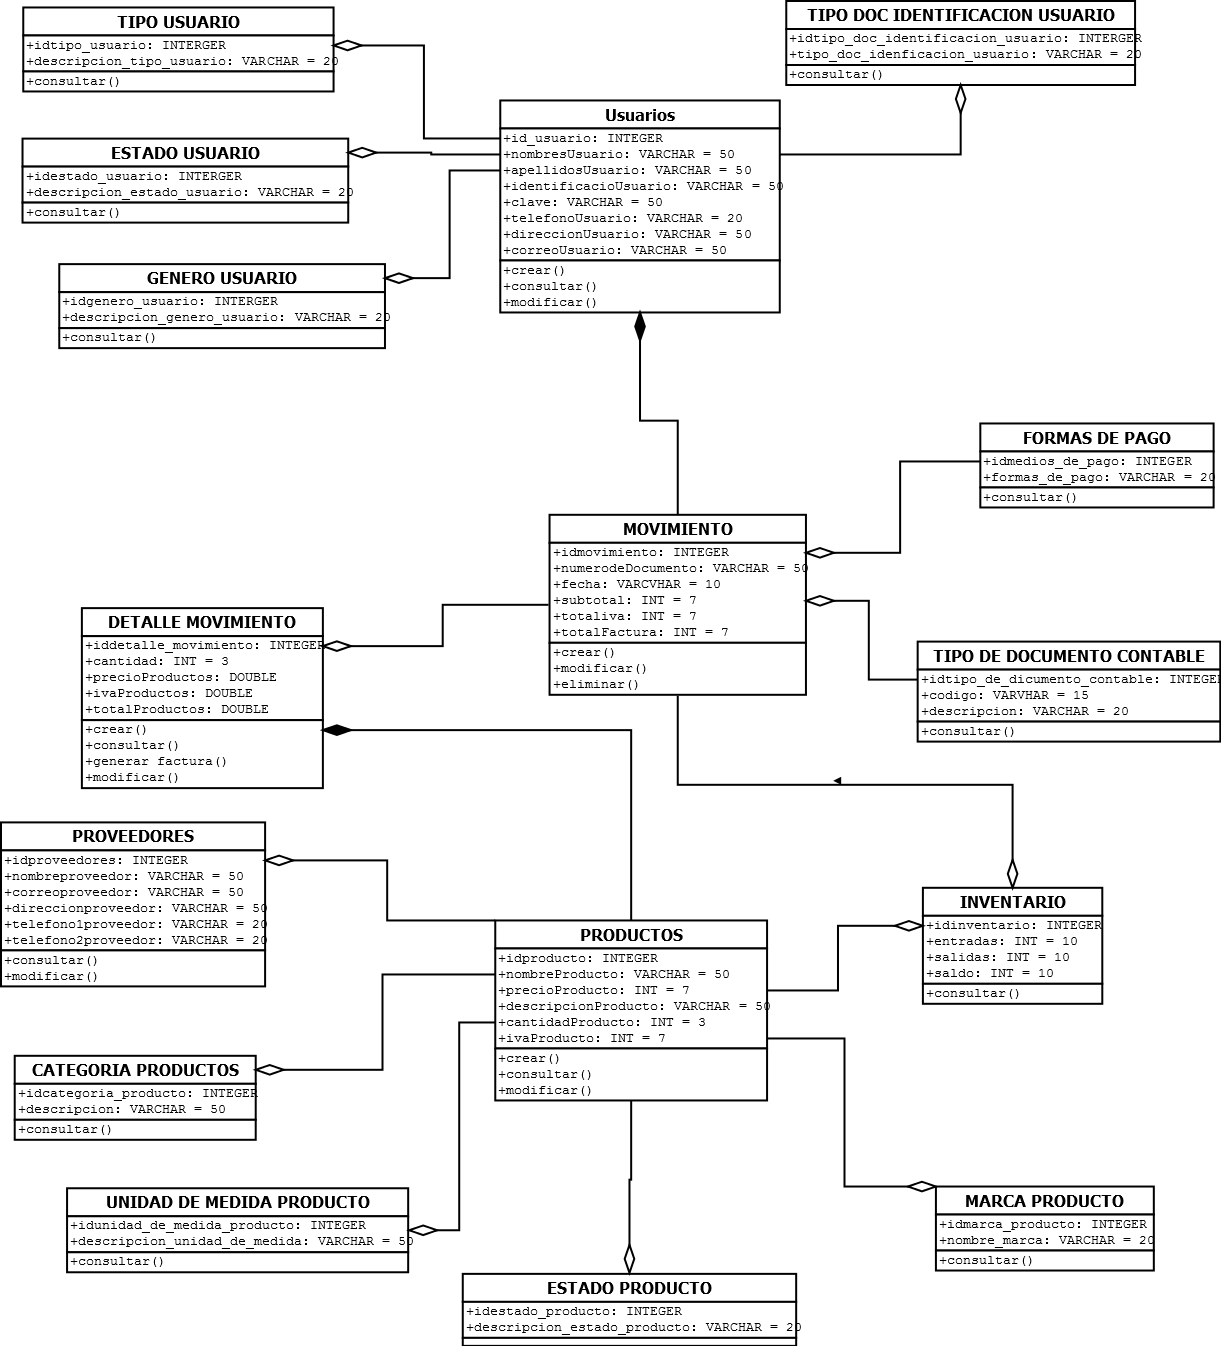 TIPO USUARIO
+idtipo_usuario: INTERGER
+descripcion_tipo_usuario: VARCHAR = 20
+consultar()
TIPO DOC IDENTIFICACION USUARIO
+idtipo_doc_identificacion_usuario: INTERGER
+tipo_doc_idenficacion_usuario: VARCHAR = 20
+consultar()
Usuarios
+id_usuario: INTEGER
+nombresUsuario: VARCHAR = 50
+apellidosUsuario: VARCHAR = 50
+identificacioUsuario: VARCHAR = 50
+clave: VARCHAR = 50
+telefonoUsuario: VARCHAR = 20
+direccionUsuario: VARCHAR = 50
+correoUsuario: VARCHAR = 50
+crear()
+consultar()
+modificar()
ESTADO USUARIO
+idestado_usuario: INTERGER
+descripcion_estado_usuario: VARCHAR = 20
+consultar()
GENERO USUARIO
+idgenero_usuario: INTERGER
+descripcion_genero_usuario: VARCHAR = 20
+consultar()
FORMAS DE PAGO
+idmedios_de_pago: INTEGER
+formas_de_pago: VARCHAR = 20
+consultar()
MOVIMIENTO
+idmovimiento: INTEGER
+numerodeDocumento: VARCHAR = 50
+fecha: VARCVHAR = 10
+subtotal: INT = 7
+totaliva: INT = 7
+totalFactura: INT = 7
+crear()
+modificar()
+eliminar()
DETALLE MOVIMIENTO
+iddetalle_movimiento: INTEGER
+cantidad: INT = 3
+precioProductos: DOUBLE
+ivaProductos: DOUBLE
+totalProductos: DOUBLE
+crear()
+consultar()
+generar factura()
+modificar()
TIPO DE DOCUMENTO CONTABLE
+idtipo_de_dicumento_contable: INTEGE
+codigo: VARVHAR = 15
+descripcion: VARCHAR = 20
+consultar()
PROVEEDORES
+idproveedores: INTEGER
+nombreproveedor: VARCHAR = 50
+correoproveedor: VARCHAR = 50
+direccionproveedor: VARCHAR = 50
+telefono1proveedor: VARCHAR = 20
+telefono2proveedor: VARCHAR = 20
+consultar()
+modificar()
INVENTARIO
+idinventario: INTEGER
+entradas: INT = 10
+salidas: INT = 10
+saldo: INT = 10
+consultar()
PRODUCTOS
+idproducto: INTEGER
+nombreProducto: VARCHAR = 50
+precioProducto: INT = 7
+descripcionProducto: VARCHAR = 50
+cantidadProducto: INT = 3
+ivaProducto: INT = 7
+crear()
+consultar()
+modificar()
CATEGORIA PRODUCTOS
+idcategoria_producto: INTEGER
+descripcion: VARCHAR = 50
+consultar()
UNIDAD DE MEDIDA PRODUCTO
+idunidad_de_medida_producto: INTEGER
+descripcion_unidad_de_medida: VARCHAR = 50
+consultar()
MARCA PRODUCTO
+idmarca_producto: INTEGER
+nombre_marca: VARCHAR = 20
+consultar()
ESTADO PRODUCTO
+idestado_producto: INTEGER
+descripcion_estado_producto: VARCHAR = 20